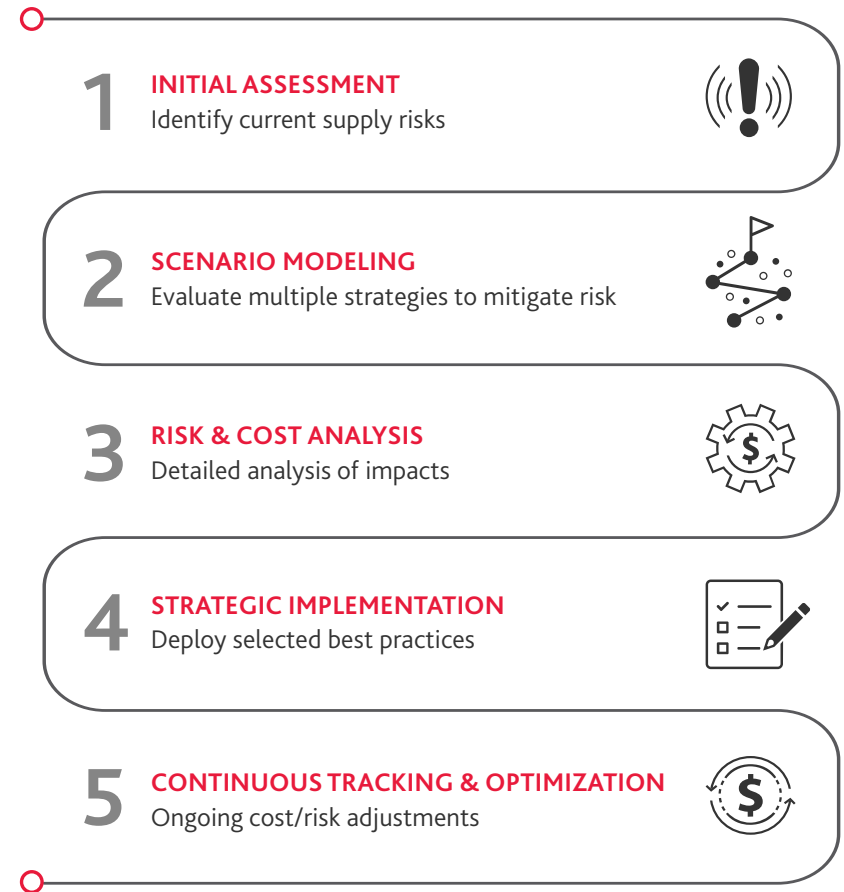 1
INITIAL ASSESSMENT
Identify current supply risks
2
SCENARIO MODELING
Evaluate multiple strategies to mitigate risk
3
RISK & COST ANALYSIS
Detailed analysis of impacts
$
4
STRATEGIC IMPLEMENTATION
Deploy selected best practices
5
CONTINUOUS TRACKING & OPTIMIZATION
Ongoing cost/risk adjustments
$